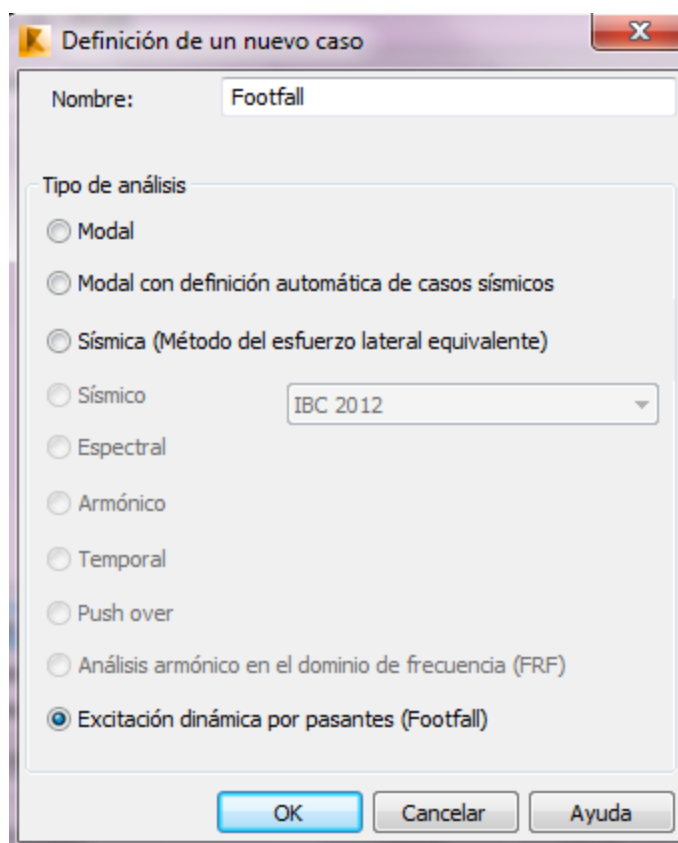 Definición de un nuevo caso
Nombre: Footfall
Tipo de análisis
Modal
Modal con definición automática de casos sísmicos
Sísmica (Método del esfuerzo lateral equivalente)
Sísmico IBC 2012
Espectral
Armónico
Temporal
Push over
Análisis armónico en el dominio de frecuencia (FRF)
Excitación dinámica por pasantes (Footfall)
OK Cancelar Ayuda